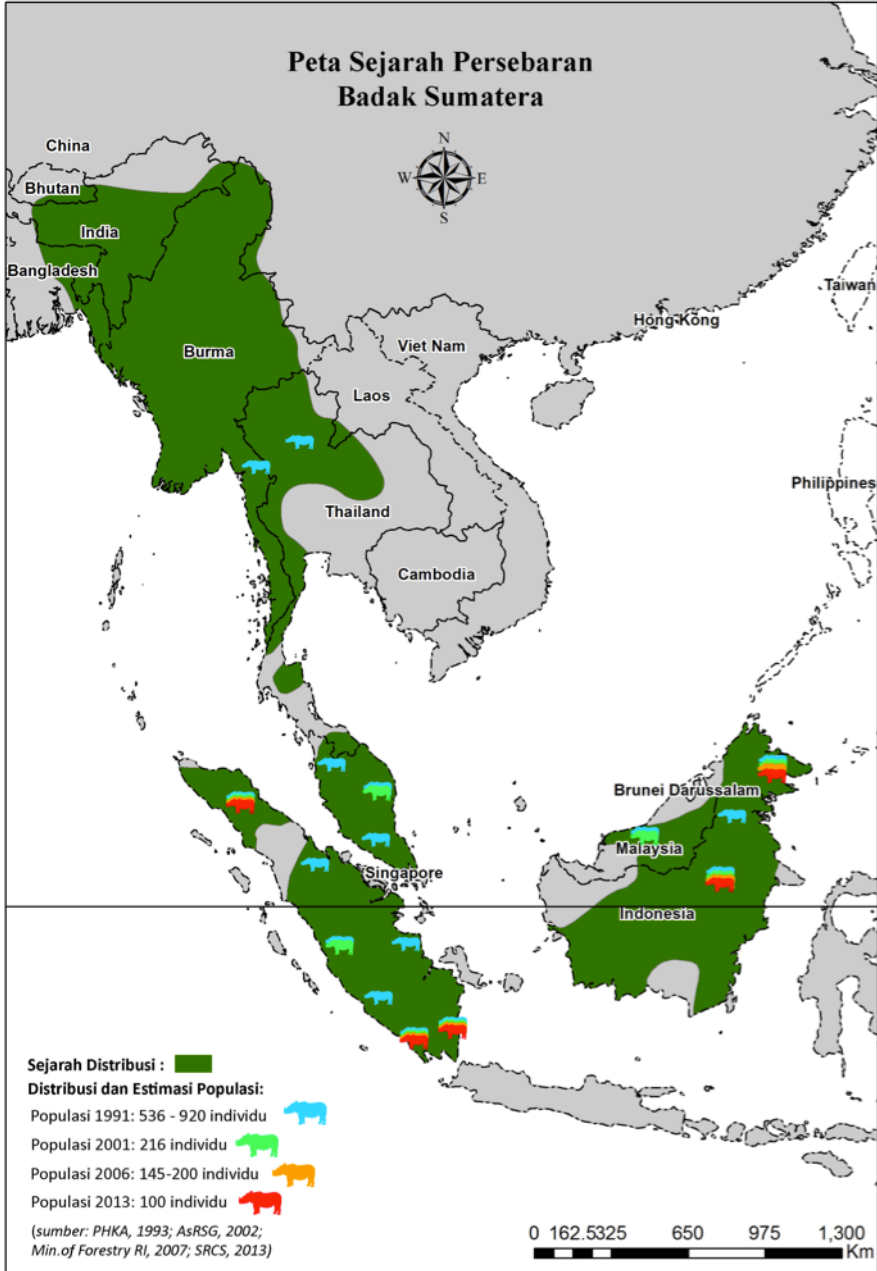 Peta Sejarah Persebaran
Badak Sumatera
N
W
E
S
China
Bhutan
India
Bangladesh
Burma
Taiwan
Hong Kong
Viet Nam
Laos
Philippines
Thailand
Cambodia
Brunei Darussalam
Malaysia
Singapore
Indonesia
Sejarah Distribusi :
Distribusi dan Estimasi Populasi:
Populasi 1991: 536 - 920 individu
Populasi 2001: 216 individu
Populasi 2006: 145-200 individu
Populasi 2013: 100 individu
(sumber: PHKA, 1993; AsRSG, 2002;
Min.of Forestry RI, 2007; SRCS, 2013)
0 162.5325 650 975 1,300
Km